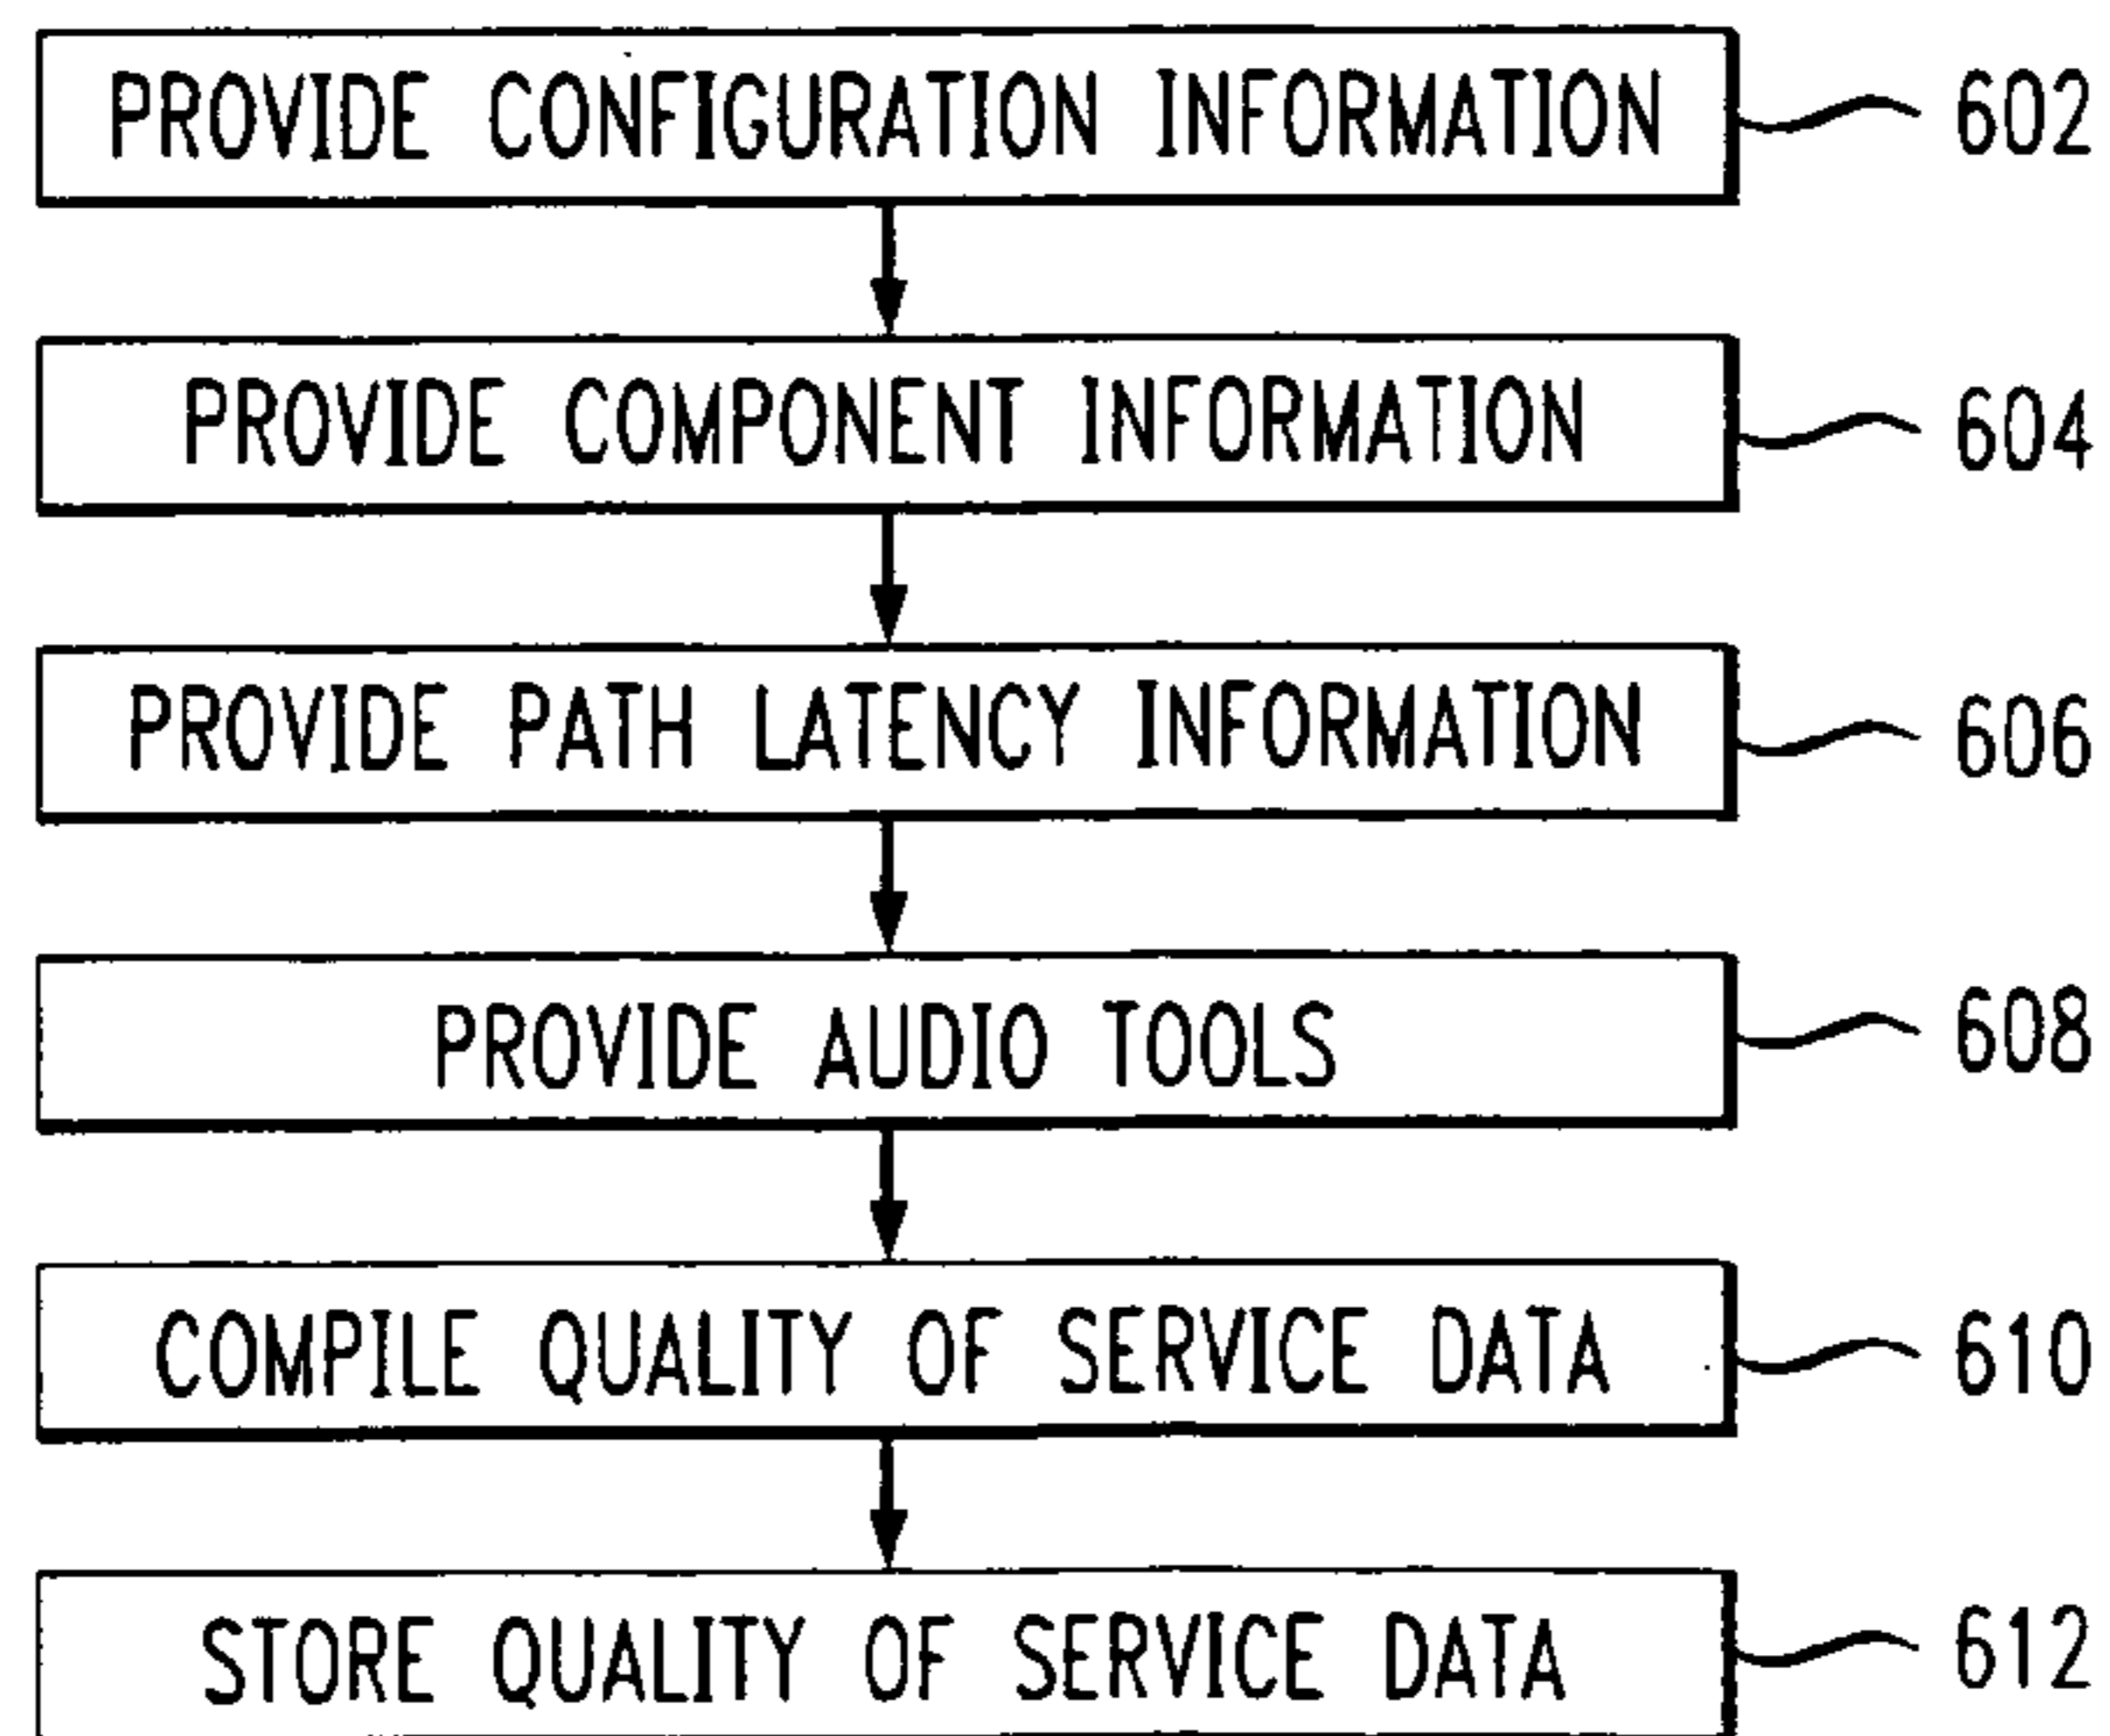 PROVIDE CONFIGURATION INFORMATION 602
PROVIDE COMPONENT INFORMATION 604
PROVIDE PATH LATENCY INFORMATION 606
PROVIDE AUDIO TOOLS 608
COMPILE QUALITY OF SERVICE DATA 610
STORE QUALITY OF SERVICE DATA 612